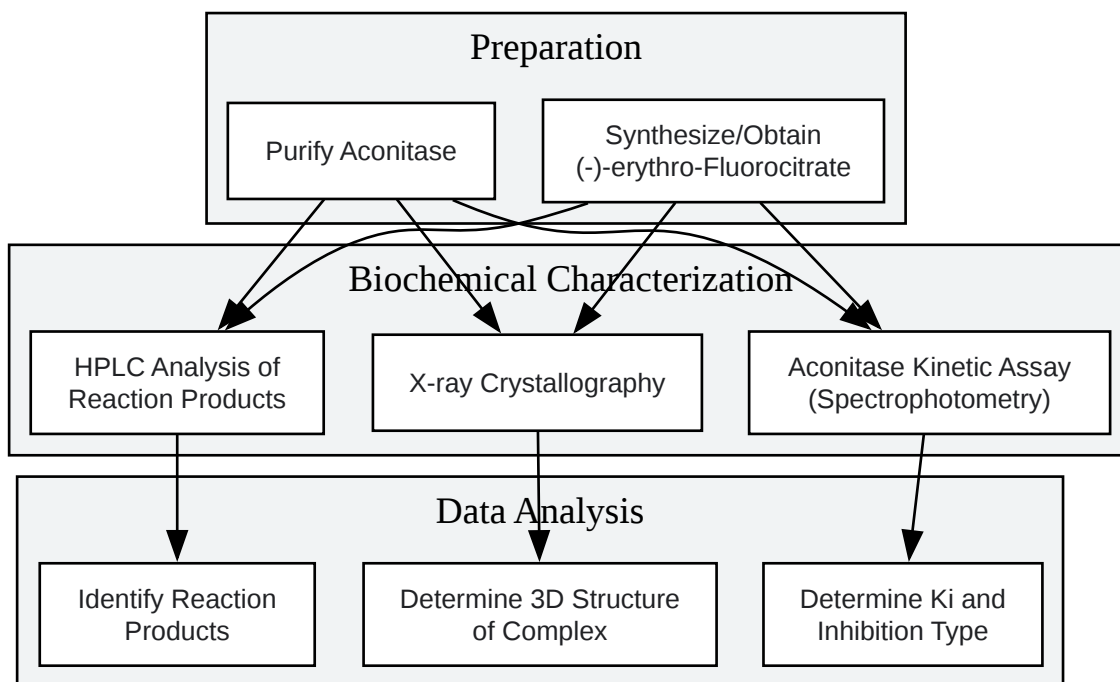 Preparation
Purify Aconitase
Synthesize/Obtain
(-)-erythro-Fluorocitrate
Biochemical Characterization
HPLC Analysis of
Reaction Products
X-ray Crystallography
Aconitase Kinetic Assay
(Spectrophotometry)
Data Analysis
Identify Reaction
Products
Determine 3D Structure
of Complex
Determine Ki and
Inhibition Type